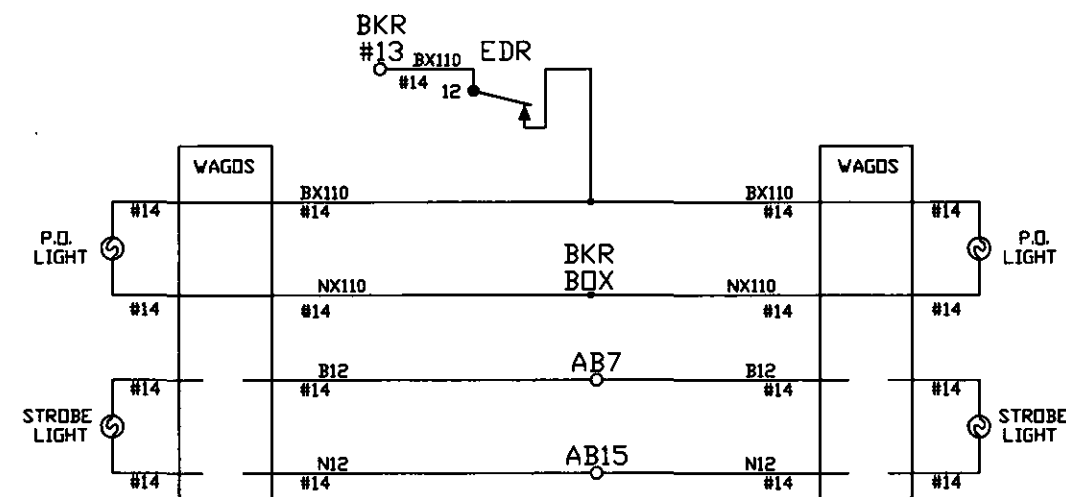 BKR
#13 BX110 EDR
#14 12
WAGOS WAGOS
BX110 BX110
#14 #14 #14 #14
P.O.
LIGHT
P.O.
LIGHT
BKR
BOX
NX110 NX110
#14 #14 #14 #14
AB7
B12 B12
#14 #14 #14 #14
STROBE
LIGHT
STROBE
LIGHT
AB15
N12 N12
#14 #14 #14 #14